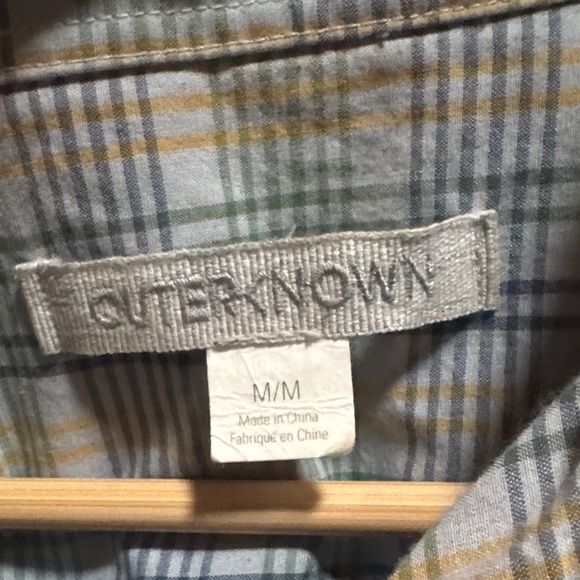 OUTERKNOWN
M/M
Made in China
Fabriqué en Chine